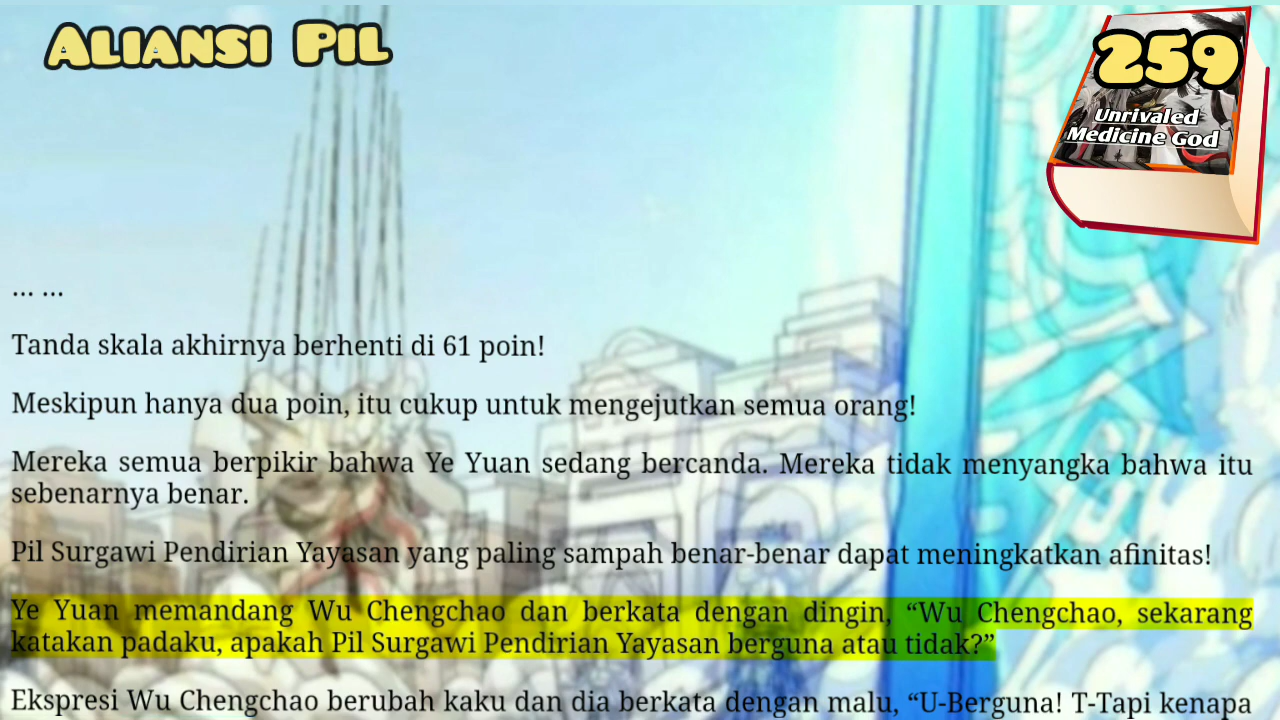 Aliansi Pil
259
Unrivaled
Medicine God
... ...
Tanda skala akhirnya berhenti di 61 poin!
Meskipun hanya dua poin, itu cukup untuk mengejutkan semua orang!
Mereka semua berpikir bahwa Ye Yuan sedang bercanda. Mereka tidak menyangka bahwa itu
sebenarnya benar.
Pil Surgawi Pendirian Yayasan yang paling sampah benar-benar dapat meningkatkan afinitas!
Ye Yuan memandang Wu Chengchao dan berkata dengan dingin, “Wu Chengchao, sekarang
katakan padaku, apakah Pil Surgawi Pendirian Yayasan berguna atau tidak?”
Ekspresi Wu Chengchao berubah kaku dan dia berkata dengan malu, “U-Berguna! T-Tapi kenapa